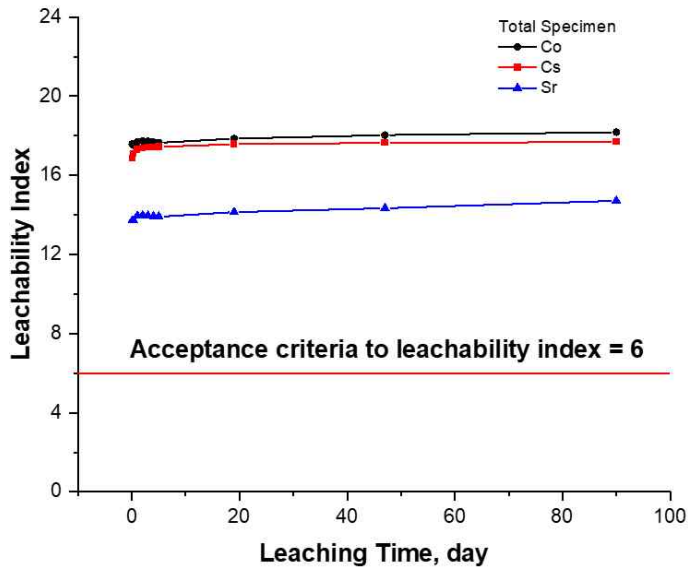 24
20
16
12
8
4
0
Leachability Index
Total Specimen
Co
Cs
Sr
Acceptance criteria to leachability index = 6
0 20 40 60 80 100
Leaching Time, day